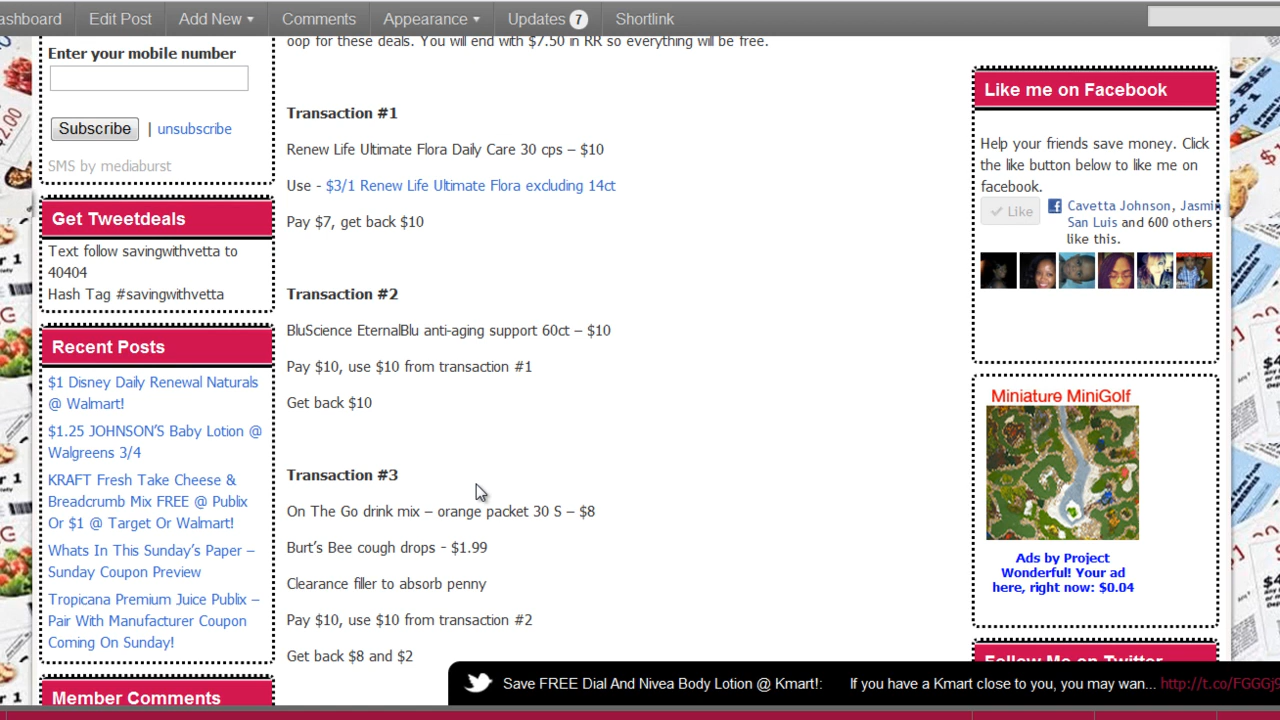 Edit Post
Add New
Comments
Appearance
Updates 7
Shortlink
Enter your mobile number
Subscribe | unsubscribe
SMS by mediaburst
Get Tweetdeals
Text follow savingwithvetta to
40404
Hash Tag #savingwithvetta
Recent Posts
$1 Disney Daily Renewal Naturals
@ Walmart!
$1.25 JOHNSON'S Baby Lotion @
Walgreens 3/4
KRAFT Fresh Take Cheese &
Breadcrumb Mix FREE @ Publix
Or $1 @ Target Or Walmart!
Whats In This Sunday's Paper –
Sunday Coupon Preview
Tropicana Premium Juice Publix –
Pair With Manufacturer Coupon
Coming On Sunday!
Member Comments
oop for these deals. You will end with $7.50 in RR so everything will be free.
Transaction #1
Renew Life Ultimate Flora Daily Care 30 cps – $10
Use - $3/1 Renew Life Ultimate Flora excluding 14ct
Pay $7, get back $10
Transaction #2
BluScience EternalBlu anti-aging support 60ct – $10
Pay $10, use $10 from transaction #1
Get back $10
Transaction #3
On The Go drink mix – orange packet 30 S – $8
Burt's Bee cough drops - $1.99
Clearance filler to absorb penny
Pay $10, use $10 from transaction #2
Get back $8 and $2
Like me on Facebook
Help your friends save money. Click
the like button below to like me on
facebook.
Like
Cavetta Johnson, Jasmin
San Luis and 600 others
like this.
Miniature MiniGolf
Ads by Project
Wonderful! Your ad
here, right now: $0.04
Follow Me on Twitter
Save FREE Dial And Nivea Body Lotion @ Kmart!: If you have a Kmart close to you, you may wan...